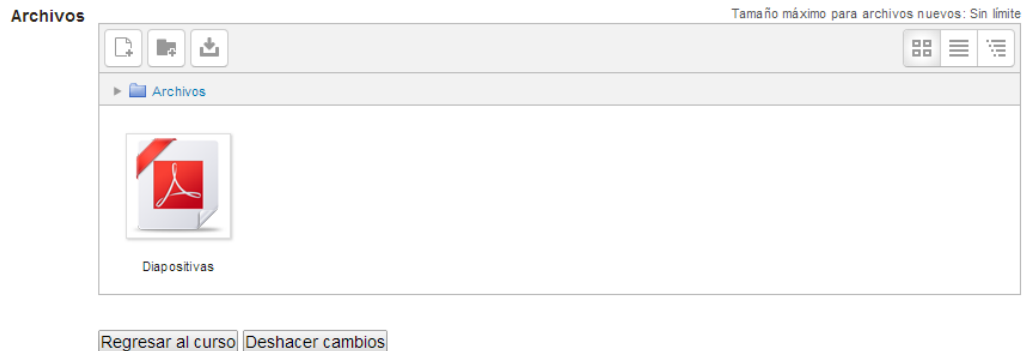 Archivos
Tamaño máximo para archivos nuevos: Sin límite
Archivos
Diapositivas
Regresar al curso Deshacer cambios